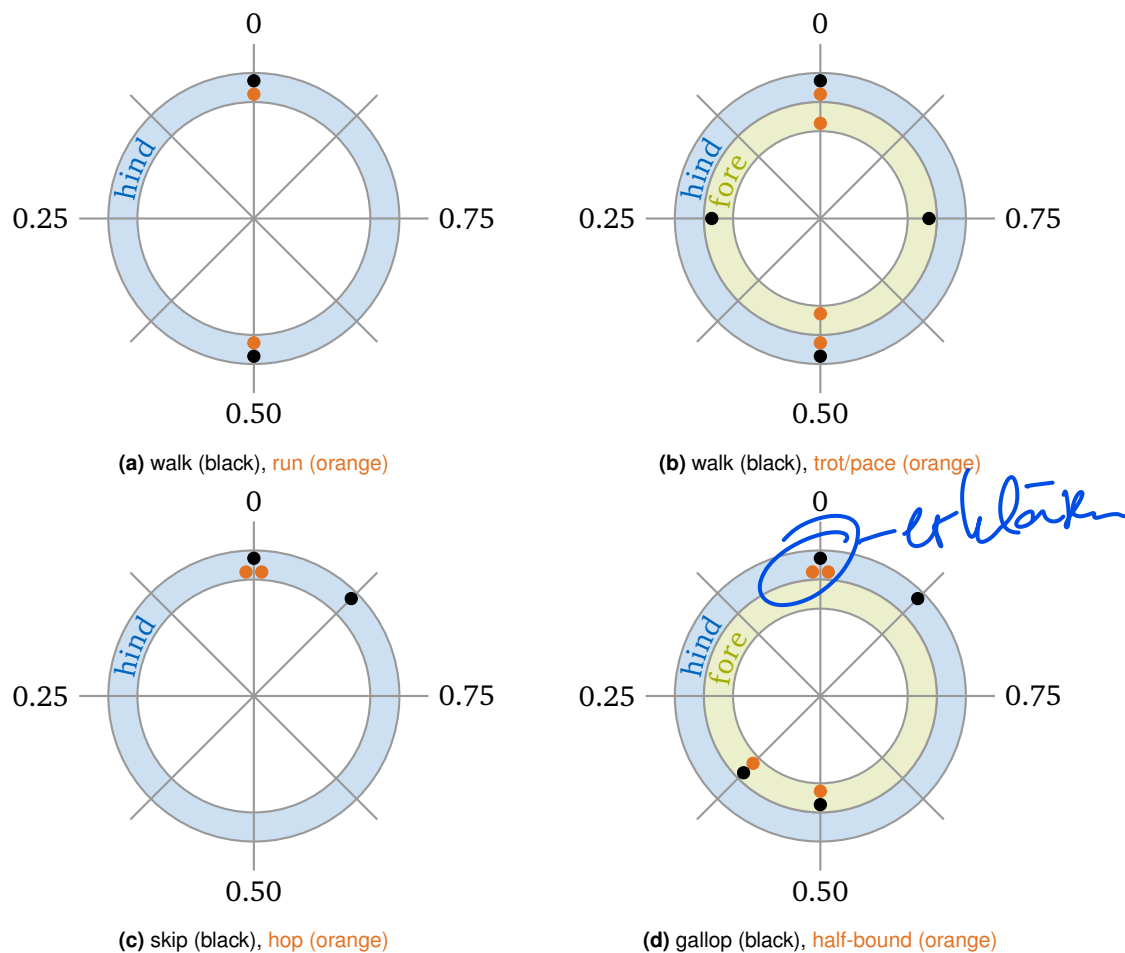 0 0
hind hind
fore
0.25 0.75 0.25 0.75
0.50 0.50
(a) walk (black), run (orange) (b) walk (black), trot/pace (orange)
0 0
erklären
hind hind
fore
0.25 0.75 0.25 0.75
0.50 0.50
(c) skip (black), hop (orange) (d) gallop (black), half-bound (orange)